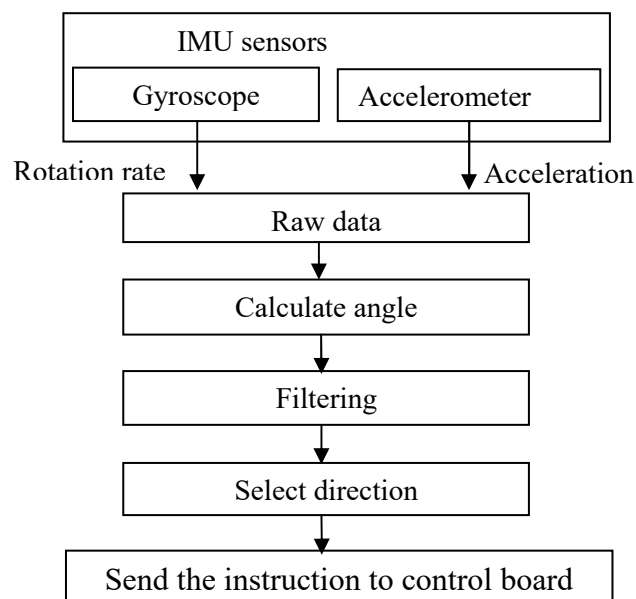 IMU sensors
Gyroscope
Accelerometer
Rotation rate
Acceleration
Raw data
Calculate angle
Filtering
Select direction
Send the instruction to control board